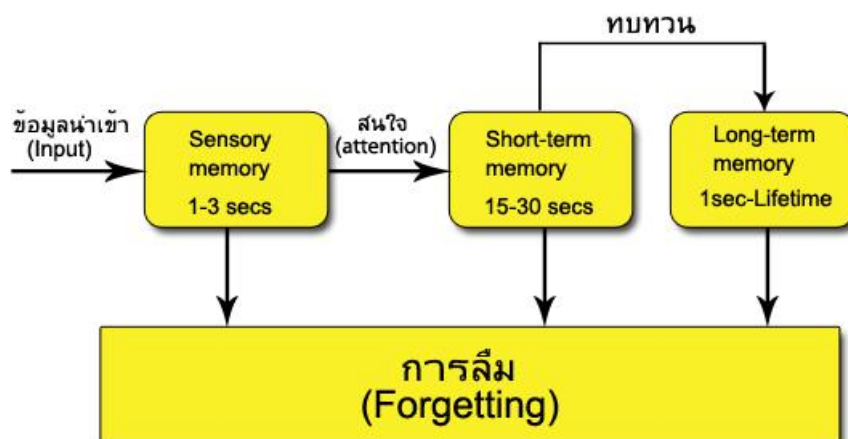 ทบทวน
ข้อมูลนำเข้า
(Input)
Sensory
memory
1-3 secs
สนใจ
(attention)
Short-term
memory
15-30 secs
Long-term
memory
1sec-Lifetime
การลืม
(Forgetting)